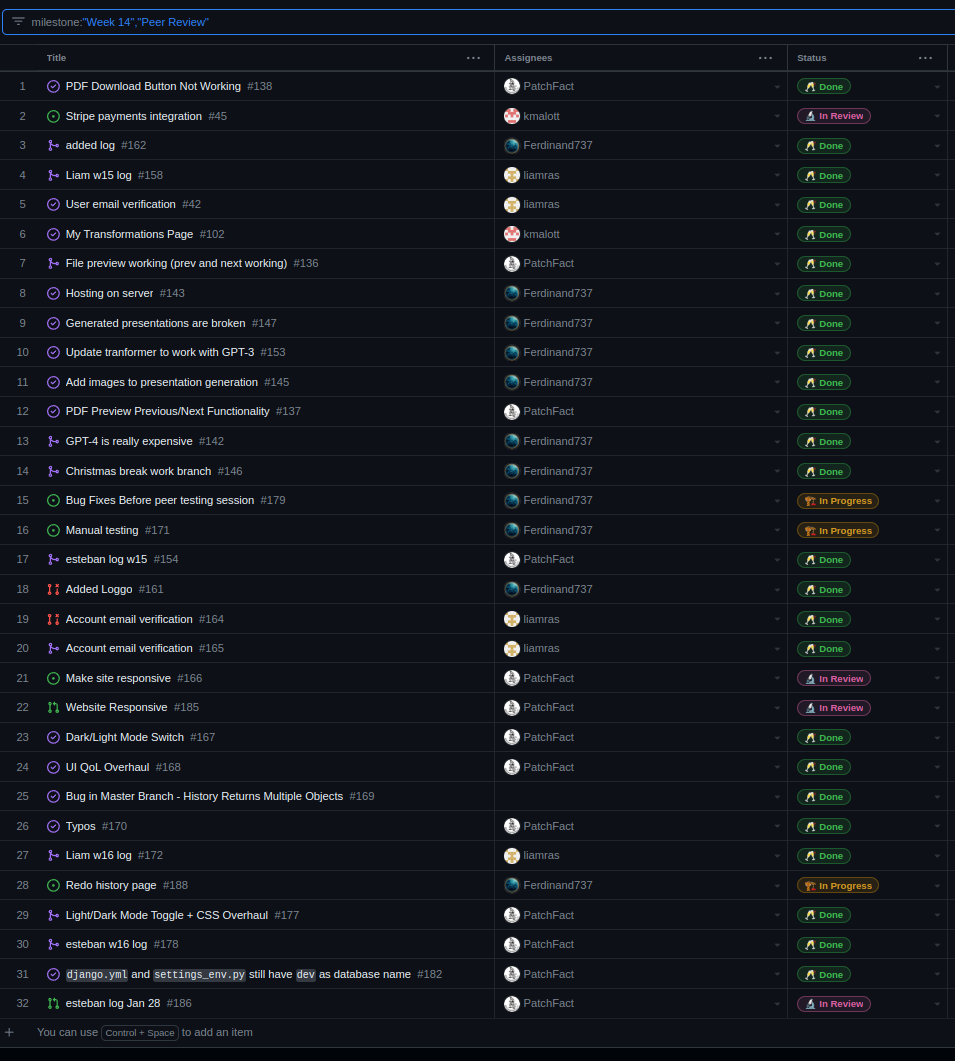 milestone:"Week 14","Peer Review"
Title ··· Assignees ··· Status ···
1 PDF Download Button Not Working #138 PatchFact Done
2 Stripe payments integration #45 kmalott In Review
3 added log #162 Ferdinand737 Done
4 Liam w15 log #158 liamras Done
5 User email verification #42 liamras Done
6 My Transformations Page #102 kmalott Done
7 File preview working (prev and next working) #136 PatchFact Done
8 Hosting on server #143 Ferdinand737 Done
9 Generated presentations are broken #147 Ferdinand737 Done
10 Update tranformer to work with GPT-3 #153 Ferdinand737 Done
11 Add images to presentation generation #145 Ferdinand737 Done
12 PDF Preview Previous/Next Functionality #137 PatchFact Done
13 GPT-4 is really expensive #142 Ferdinand737 Done
14 Christmas break work branch #146 Ferdinand737 Done
15 Bug Fixes Before peer testing session #179 Ferdinand737 In Progress
16 Manual testing #171 Ferdinand737 In Progress
17 esteban log w15 #154 PatchFact Done
18 Added Loggo #161 Ferdinand737 Done
19 Account email verification #164 liamras Done
20 Account email verification #165 liamras Done
21 Make site responsive #166 PatchFact In Review
22 Website Responsive #185 PatchFact In Review
23 Dark/Light Mode Switch #167 PatchFact Done
24 UI QoL Overhaul #168 PatchFact Done
25 Bug in Master Branch - History Returns Multiple Objects #169 Done
26 Typos #170 PatchFact Done
27 Liam w16 log #172 liamras Done
28 Redo history page #188 Ferdinand737 In Progress
29 Light/Dark Mode Toggle + CSS Overhaul #177 PatchFact Done
30 esteban w16 log #178 PatchFact Done
31 django.yml and settings_env.py still have dev as database name #182 PatchFact Done
32 esteban log Jan 28 #186 PatchFact In Review
+ You can use Control + Space to add an item